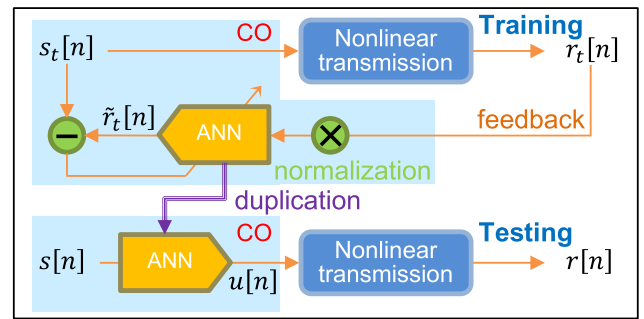 CO
Training
s_t[n]
Nonlinear
transmission
r_t[n]
r̃_t[n]
ANN
feedback
normalization
duplication
CO
Testing
s[n]
ANN
u[n]
Nonlinear
transmission
r[n]